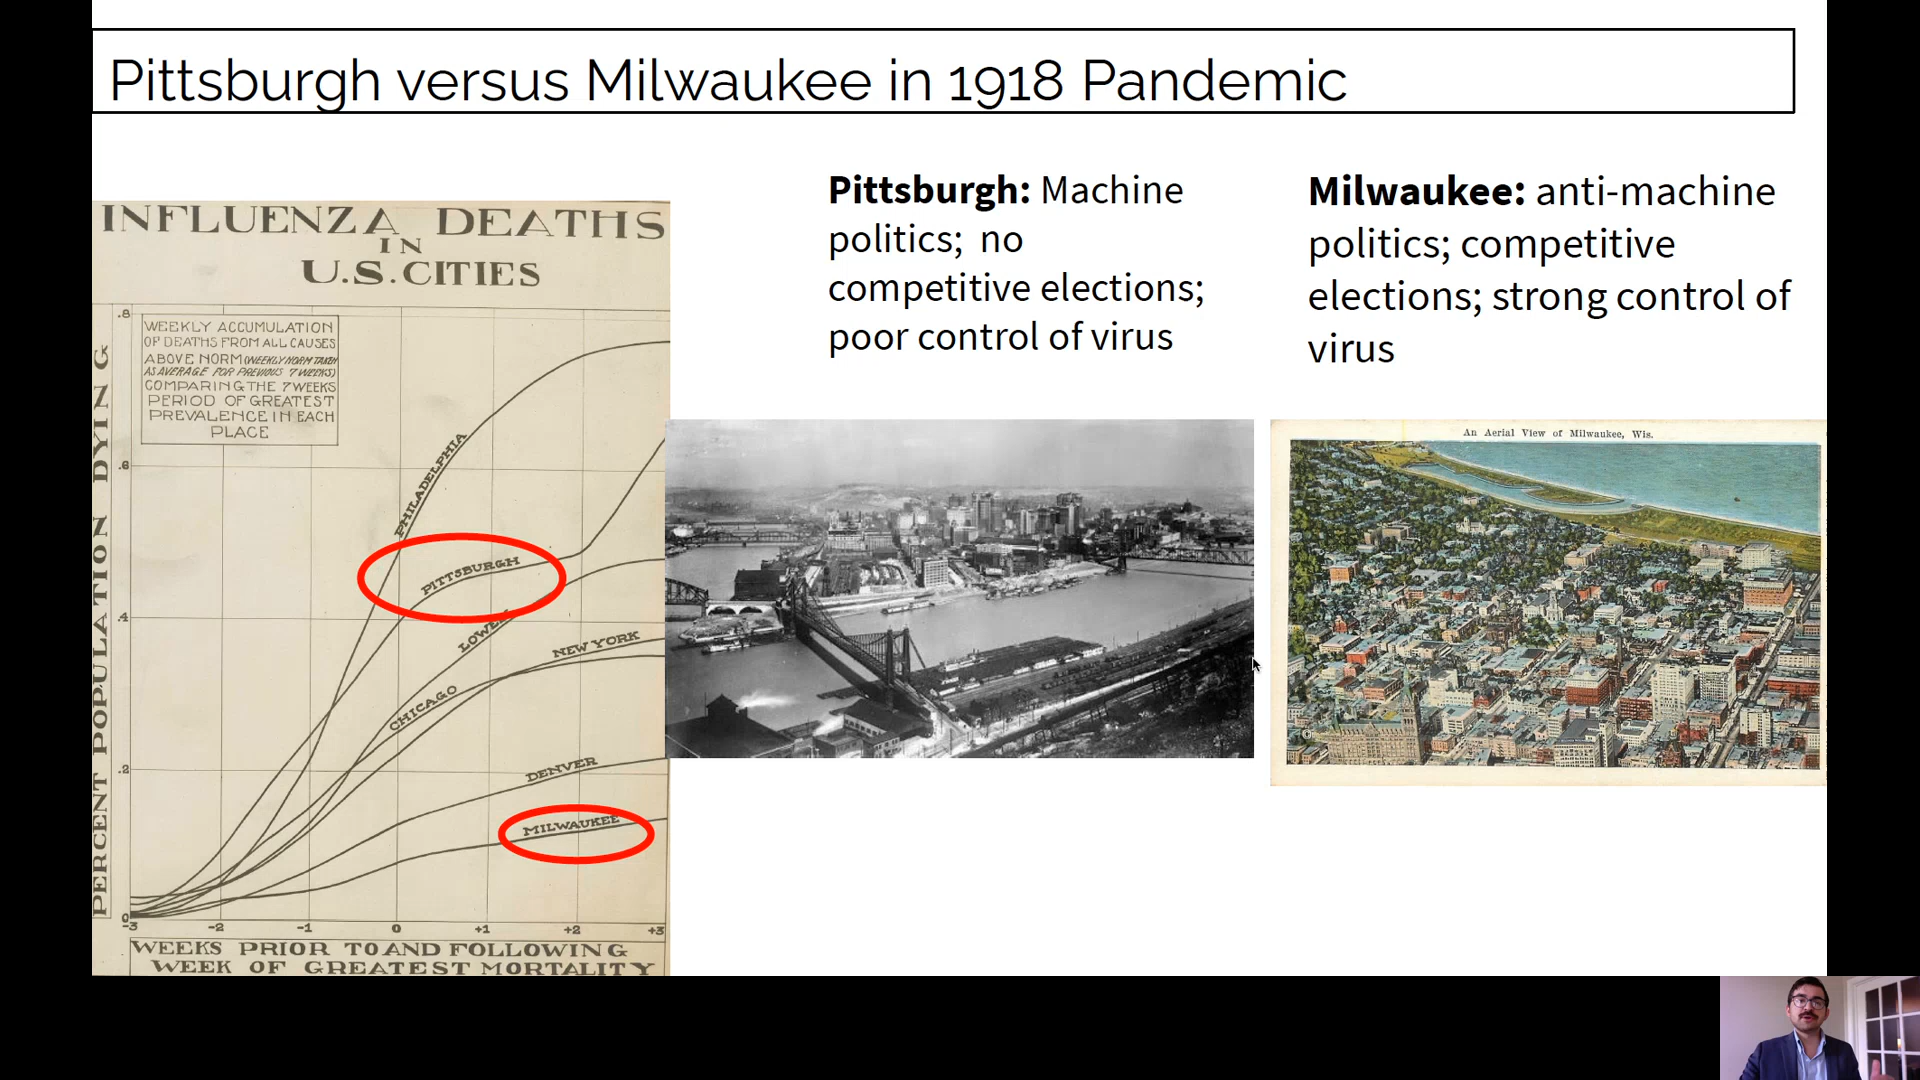 Pittsburgh versus Milwaukee in 1918 Pandemic
INFLUENZA DEATHS
IN
U.S. CITIES
WEEKLY ACCUMULATION
OF DEATHS FROM ALL CAUSES
ABOVE NORM (WEEKLY NORM TAKEN
AS AVERAGE FOR PREVIOUS 7 WEEKS)
COMPARING THE 7 WEEKS
PERIOD OF GREATEST
PREVALENCE IN EACH
PLACE
PERCENT POPULATION DYING
.8
.6
.4
.2
0
PHILADELPHIA
PITTSBURGH
LOWELL
NEW YORK
CHICAGO
DENVER
MILWAUKEE
-3 -2 -1 0 +1 +2 +3
WEEKS PRIOR TO AND FOLLOWING
WEEK OF GREATEST MORTALITY
Pittsburgh: Machine
politics; no
competitive elections;
poor control of virus
Milwaukee: anti-machine
politics; competitive
elections; strong control of
virus
An Aerial View of Milwaukee, Wis.